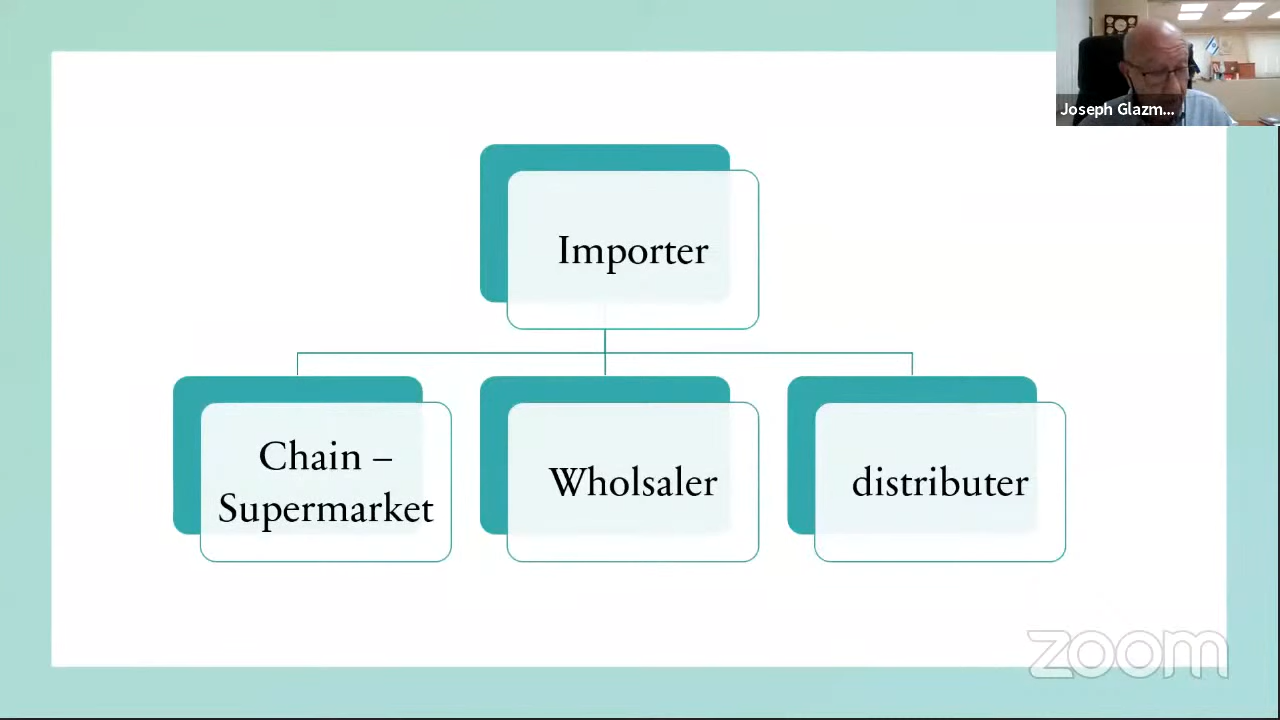 Joseph Glazm...
Importer
Chain –
Supermarket
Wholsaler
distributer
zoom